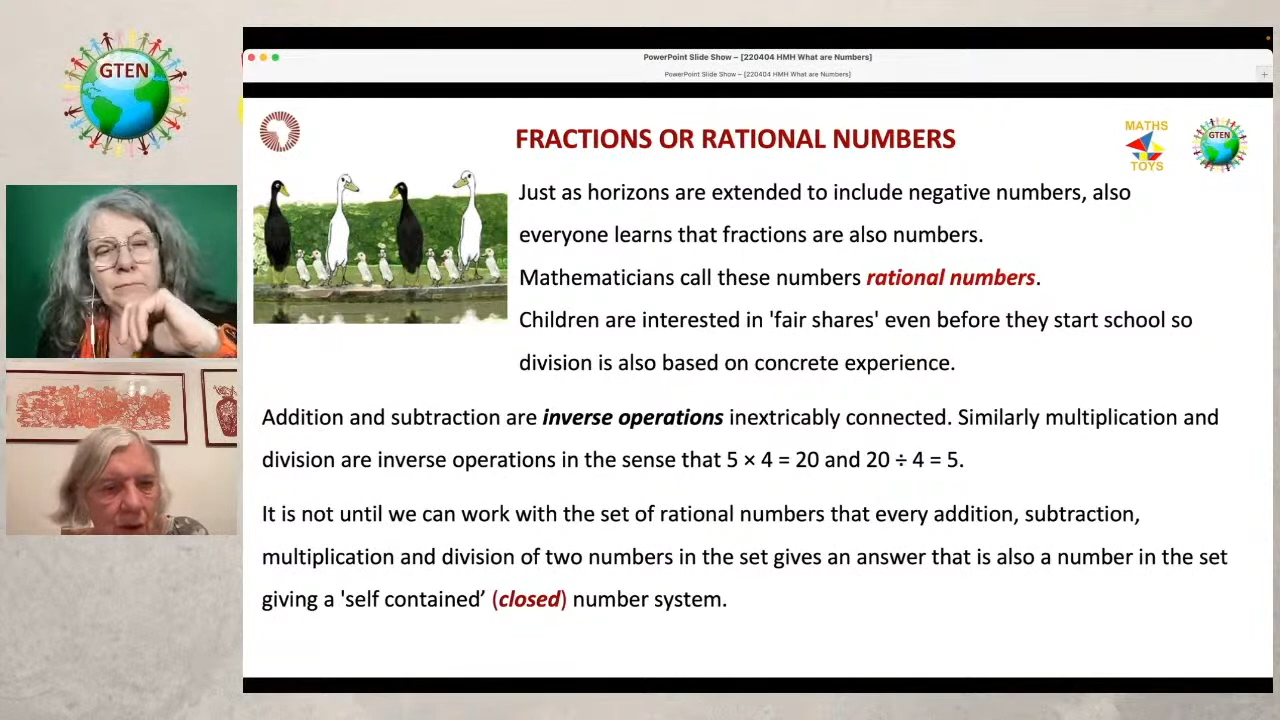 GTEN
PowerPoint Slide Show – [220404 HMH What are Numbers]
PowerPoint Slide Show – [220404 HMH What are Numbers]
FRACTIONS OR RATIONAL NUMBERS
MATHS
TOYS
GTEN
Just as horizons are extended to include negative numbers, also
everyone learns that fractions are also numbers.
Mathematicians call these numbers rational numbers.
Children are interested in 'fair shares' even before they start school so
division is also based on concrete experience.
Addition and subtraction are inverse operations inextricably connected. Similarly multiplication and
division are inverse operations in the sense that 5 × 4 = 20 and 20 ÷ 4 = 5.
It is not until we can work with the set of rational numbers that every addition, subtraction,
multiplication and division of two numbers in the set gives an answer that is also a number in the set
giving a 'self contained’ (closed) number system.